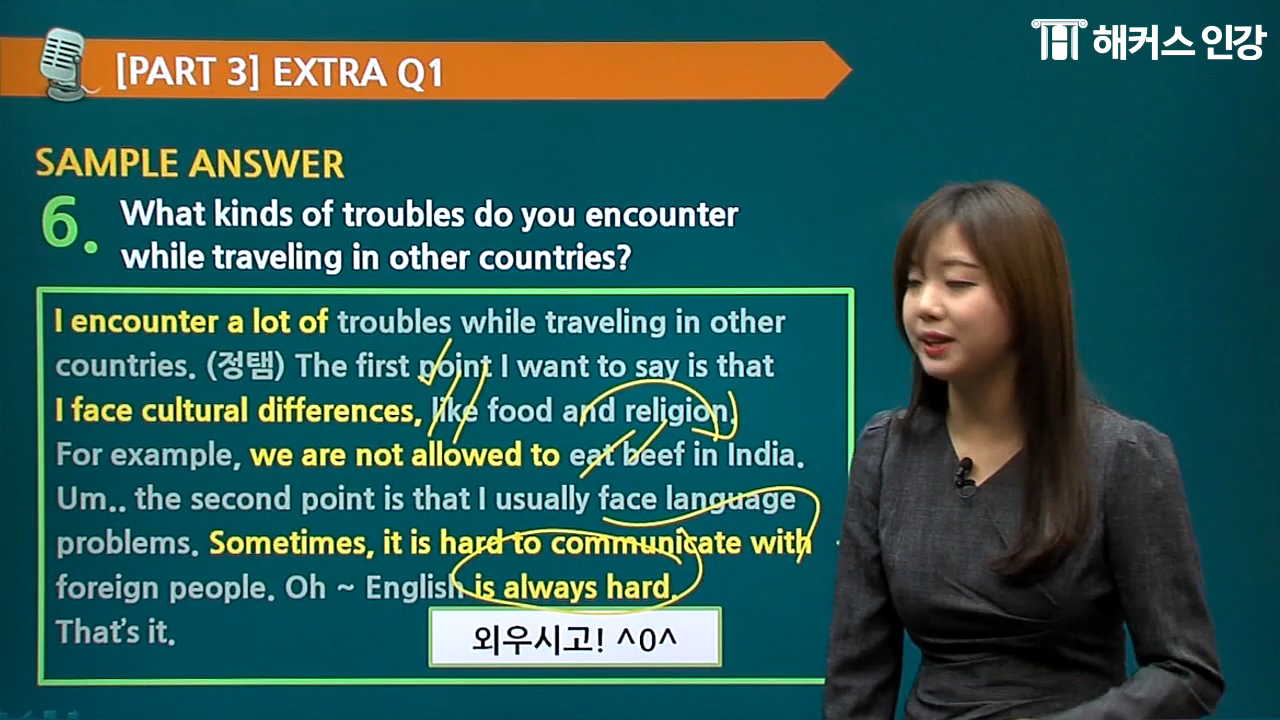 해커스 인강
[PART 3] EXTRA Q1
SAMPLE ANSWER
6. What kinds of troubles do you encounter
while traveling in other countries?
I encounter a lot of troubles while traveling in other
countries. (정탬) The first point I want to say is that
I face cultural differences, like food and religion.
For example, we are not allowed to eat beef in India.
Um.. the second point is that I usually face language
problems. Sometimes, it is hard to communicate with
foreign people. Oh ~ English is always hard.
That's it.
외우시고! ^0^